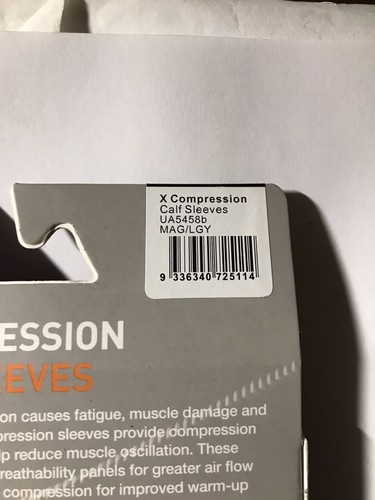 X Compression
Calf Sleeves
UA5458b
MAG/LGY
9 336340 725114
ESSION
EEVES
on causes fatigue, muscle damage and
pression sleeves provide compression
lp reduce muscle oscillation. These
reathability panels for greater air flow
compression for improved warm-up